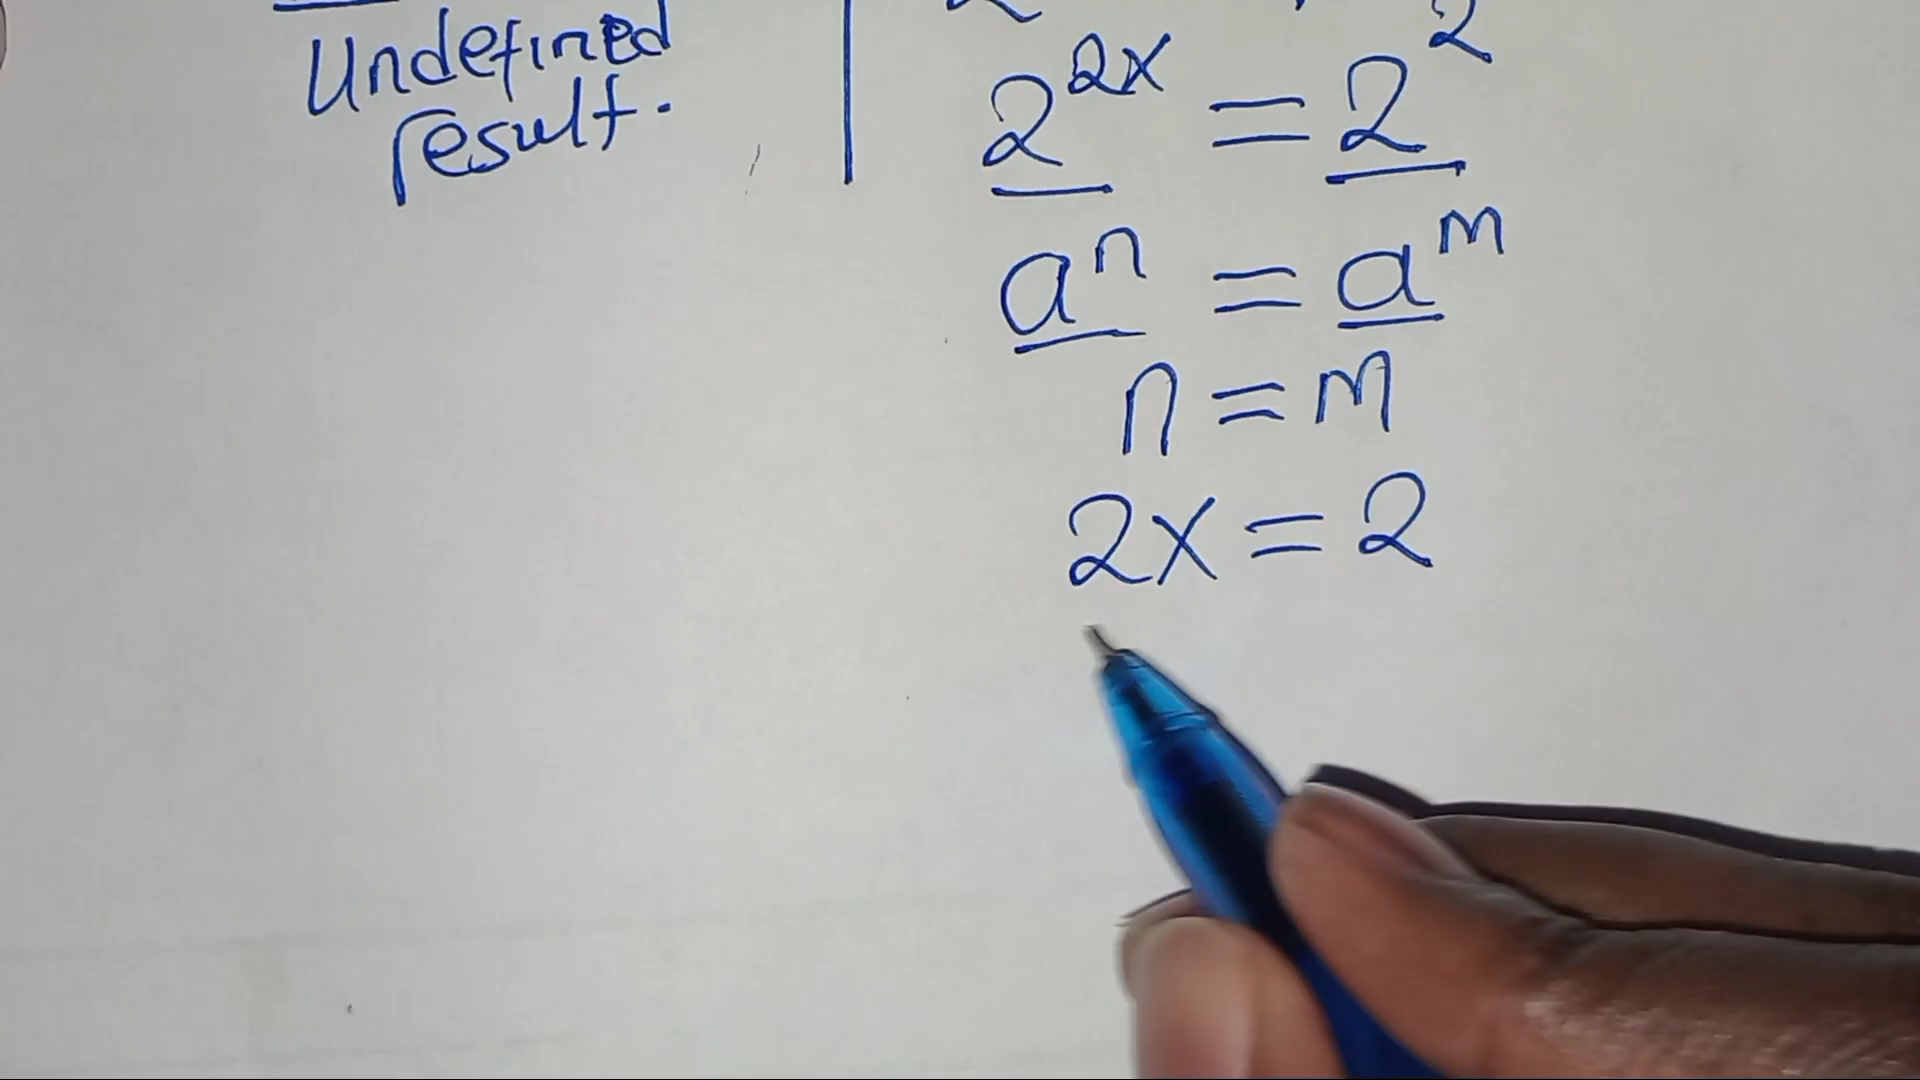 Undefined
result.
2^{2x} = 2^2
a^n = a^m
n = m
2x = 2